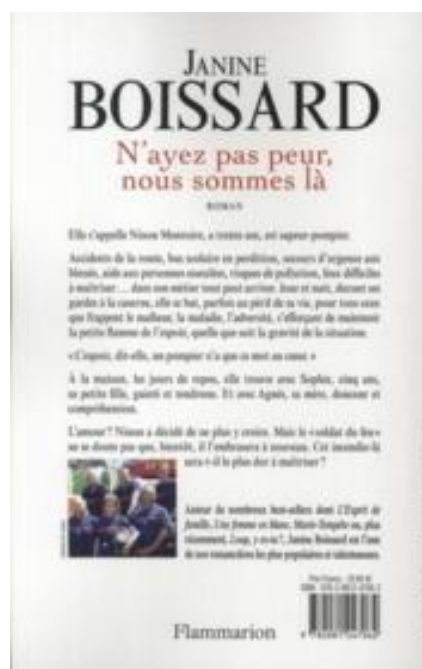 JANINE
BOISSARD
N'ayez pas peur,
nous sommes là
ROMAN
Elle s'appelle Ninon Montoire, a trente ans, est sapeur-pompier.
Accidents de la route, bus scolaire en perdition, secours d'urgence aux
blessés, aide aux personnes murées, risques de pollution, feux difficiles
à maîtriser… dans son métier tout peut arriver. Jour et nuit, durant ses
gardes à la caserne, elle se bat, parfois au péril de sa vie, pour tous ceux
que frappent le malheur, la maladie, l'adversité, s'efforçant de maintenir
la petite flamme de l'espoir, quelle que soit la gravité de la situation.
« L'espoir, dit-elle, un pompier n'a que ce mot au cœur. »
À la maison, les jours de repos, elle trouve avec Sophie, cinq ans,
sa petite fille, gaieté et tendresse. Et avec Agnès, sa mère, douceur et
compréhension.
L'amour ? Ninon a décidé de ne plus y croire. Mais le « soldat du feu »
ne se doute pas que, bientôt, il l'embrasera à nouveau. Cet incendie-là
sera-t-il le plus dur à maîtriser ?
Auteur de nombreux best-sellers dont L'Esprit de
famille, Une femme en blanc, Marie-Tempête ou, plus
récemment, Loup, y es-tu ?, Janine Boissard est l'une
de nos romancières les plus populaires et talentueuses.
Flammarion